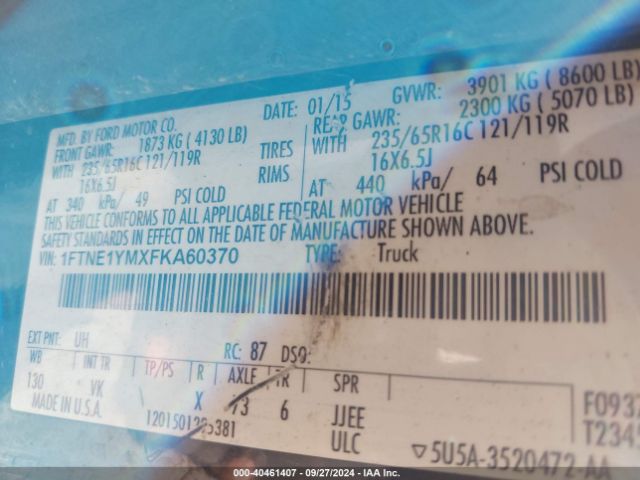 MFD. BY FORD MOTOR CO.
DATE: 01/15 GVWR: 3901 KG ( 8600 LB)
FRONT GAWR: 1873 KG ( 4130 LB) REAR GAWR: 2300 KG ( 5070 LB)
WITH 235/65R16C 121/119R TIRES WITH 235/65R16C 121/119R
16X6.5J RIMS 16X6.5J
AT 340 kPa/ 49 PSI COLD AT 440 kPa/ 64 PSI COLD
THIS VEHICLE CONFORMS TO ALL APPLICABLE FEDERAL MOTOR VEHICLE
SAFETY STANDARDS IN EFFECT ON THE DATE OF MANUFACTURE SHOWN ABOVE.
VIN: 1FTNE1YMXFKA60370 TYPE: Truck
EXT PNT: UH RC: 87 DSO:
WB INT TR TP/PS R AXLE TR SPR
130 VK X 73 6 JJEE
MADE IN U.S.A. ULC
▽5U5A-3520472-AA
000-40461407 - 09/27/2024 - IAA Inc.